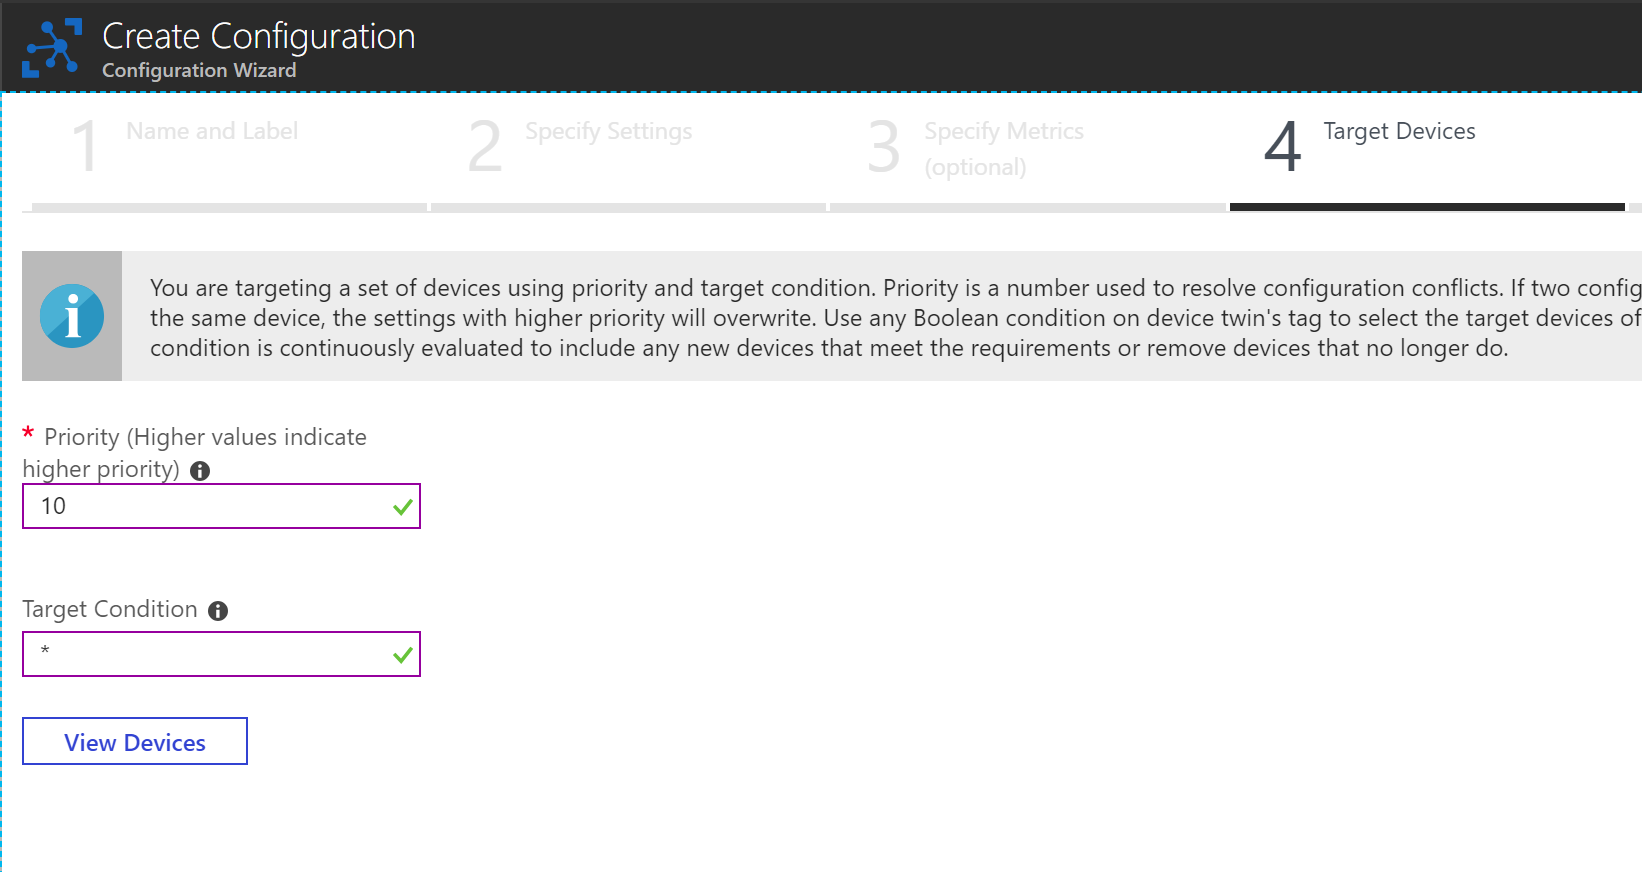 Create Configuration
Configuration Wizard
1 Name and Label
2 Specify Settings
3 Specify Metrics
(optional)
4 Target Devices
You are targeting a set of devices using priority and target condition. Priority is a number used to resolve configuration conflicts. If two config
the same device, the settings with higher priority will overwrite. Use any Boolean condition on device twin's tag to select the target devices of
condition is continuously evaluated to include any new devices that meet the requirements or remove devices that no longer do.
* Priority (Higher values indicate
higher priority)
10
Target Condition
*
View Devices